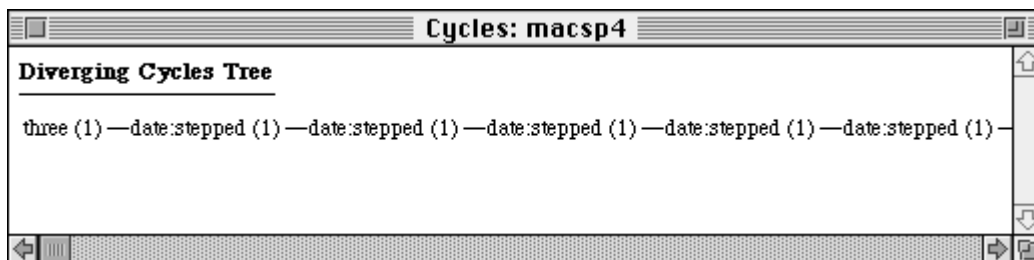 Cycles: macsp4
Diverging Cycles Tree
three (1) —date:stepped (1) —date:stepped (1) —date:stepped (1) —date:stepped (1) —date:stepped (1) —